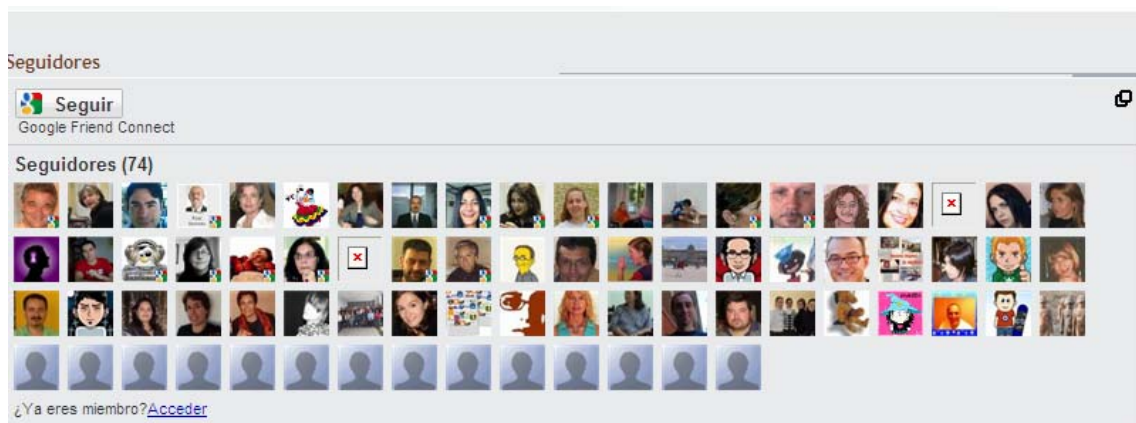 Seguidores
Seguir
Google Friend Connect
Seguidores (74)
¿Ya eres miembro?Acceder